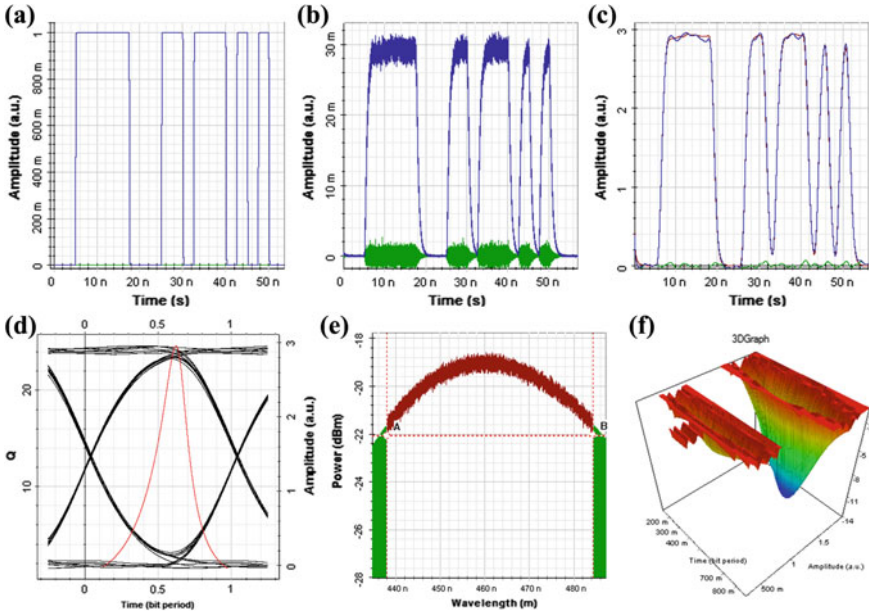 (a)
Amplitude (a.u.)
1
800 m
600 m
400 m
200 m
0
0 10 n 20 n 30 n 40 n 50 n
Time (s)
(b)
Amplitude (a.u.)
30 m
20 m
10 m
0
0 10 n 20 n 30 n 40 n 50 n
Time (s)
(c)
Amplitude (a.u.)
3
2
1
0
0 10 n 20 n 30 n 40 n 50 n
Time (s)
(d)
0 0.5 1
Q
20
10
Amplitude (a.u.)
3
2
1
0
0 0.5 1
Time (bit period)
(e)
Power (dBm)
-18
-20
-22
-24
-26
-28
A
B
440 n 450 n 460 n 470 n 480 n
Wavelength (m)
(f)
3DGraph
-5
-8
-11
-14
200 m
300 m
400 m
Time (bit period)
700 m
800 m
500 m
1
1.5
Amplitude (a.u.)